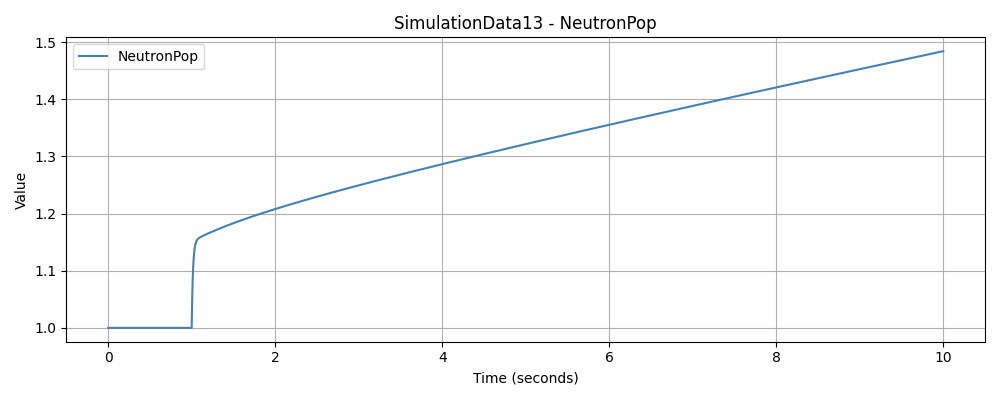 SimulationData13 - NeutronPop
NeutronPop
Value
1.5
1.4
1.3
1.2
1.1
1.0
0 2 4 6 8 10
Time (seconds)